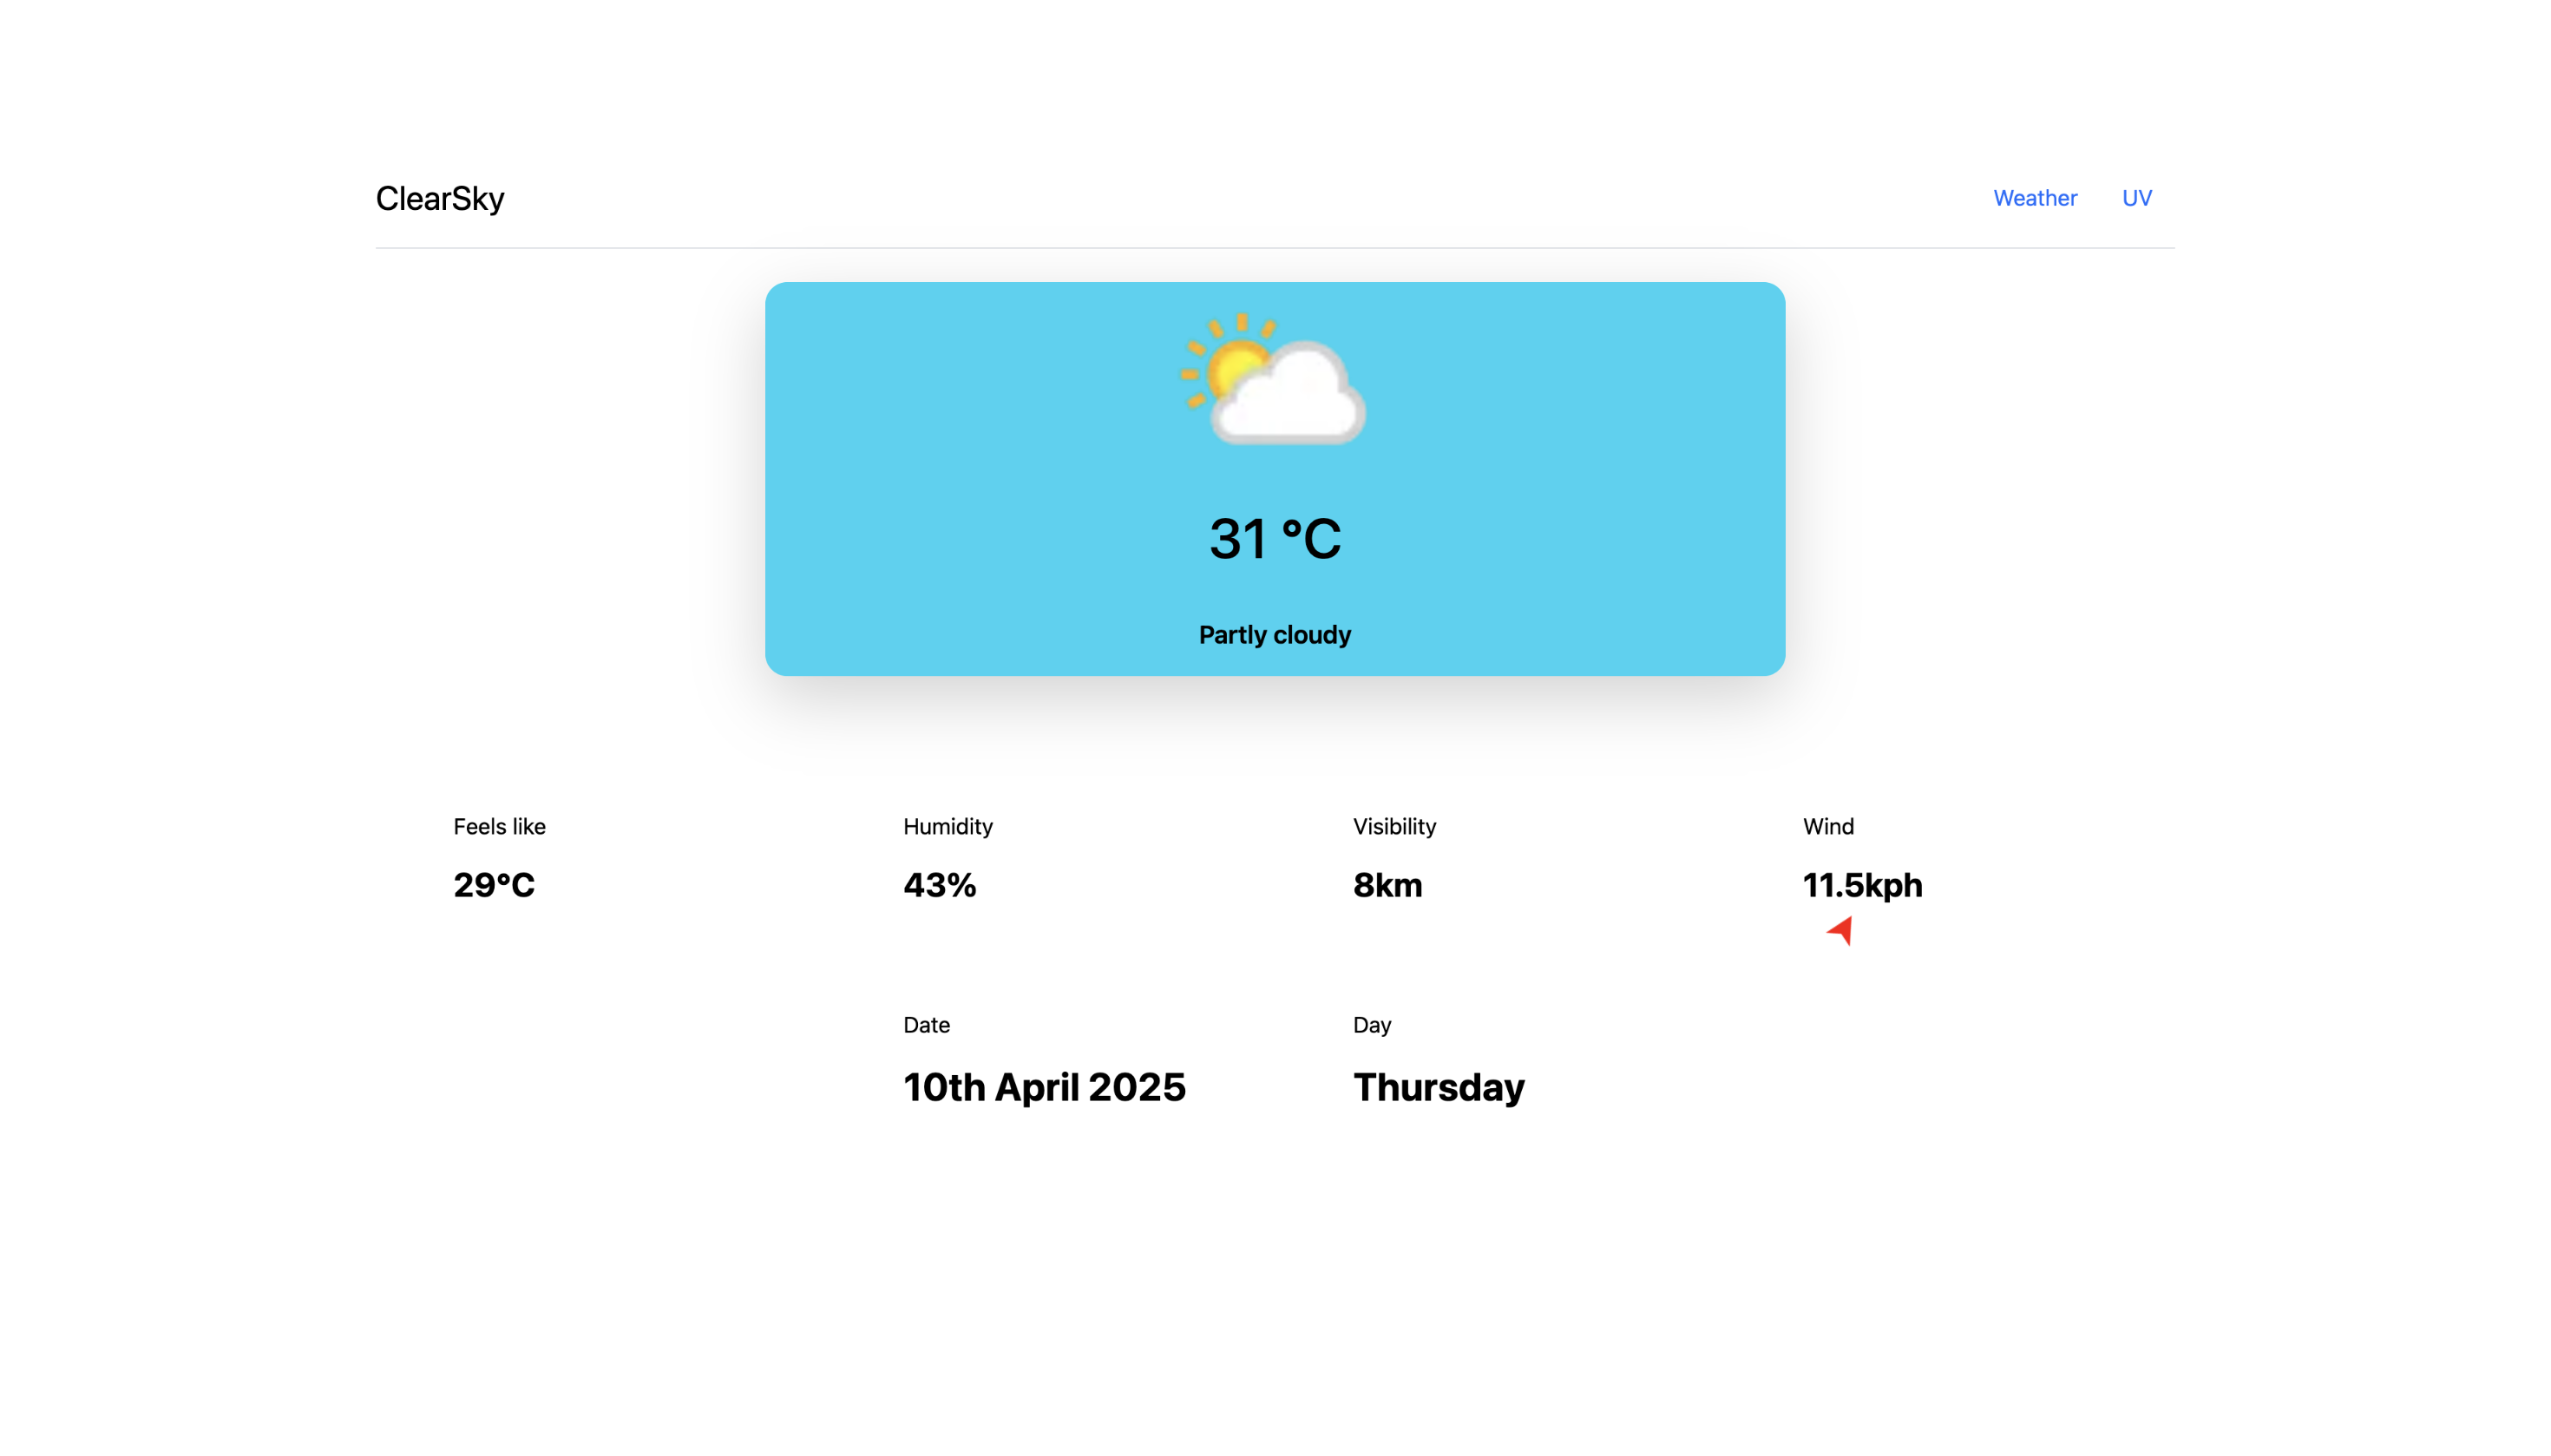 ClearSky
Weather UV
31 °C
Partly cloudy
Feels like
29°C
Humidity
43%
Visibility
8km
Wind
11.5kph
Date
10th April 2025
Day
Thursday